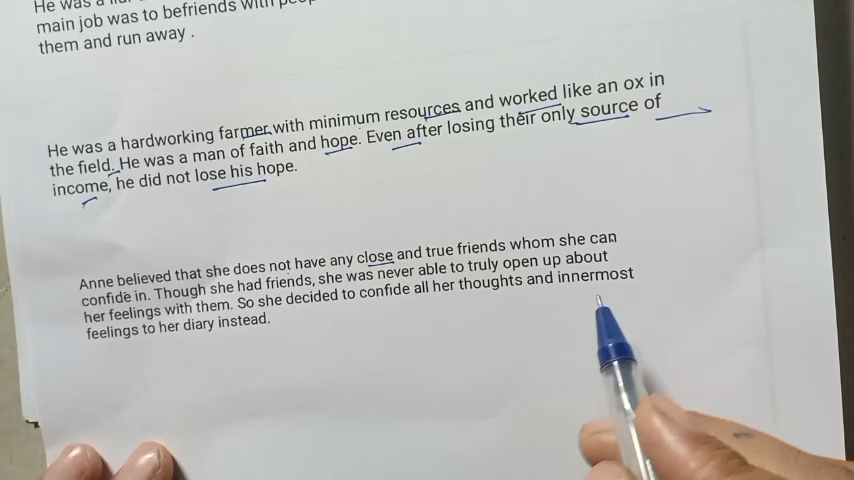 He was a
main job was to befriends with
them and run away .
He was a hardworking farmer with minimum resources and worked like an ox in
the field. He was a man of faith and hope. Even after losing their only source of
income, he did not lose his hope.
Anne believed that she does not have any close and true friends whom she can
confide in. Though she had friends, she was never able to truly open up about
her feelings with them. So she decided to confide all her thoughts and innermost
feelings to her diary instead.